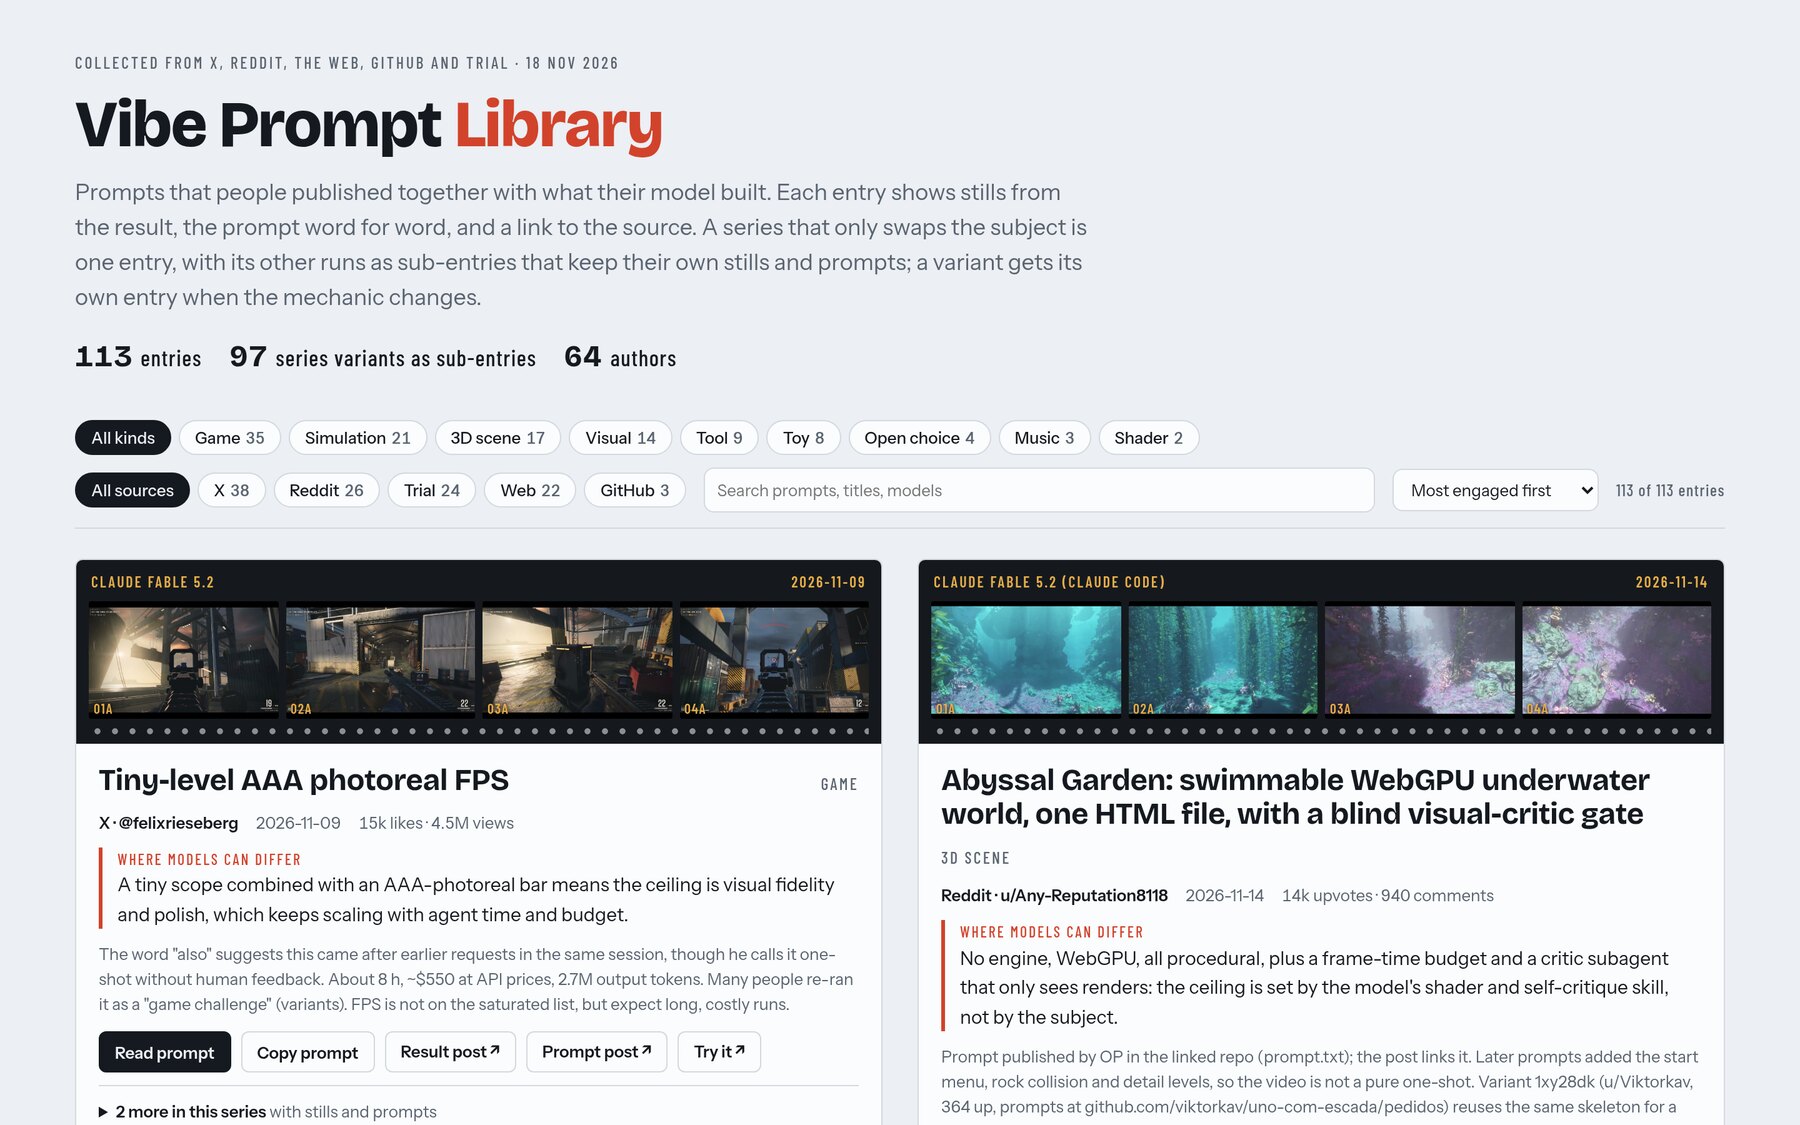 COLLECTED FROM X, REDDIT, THE WEB, GITHUB AND TRIAL · 18 NOV 2026
Vibe Prompt Library
Prompts that people published together with what their model built. Each entry shows stills from
the result, the prompt word for word, and a link to the source. A series that only swaps the subject is
one entry, with its other runs as sub-entries that keep their own stills and prompts; a variant gets its
own entry when the mechanic changes.
113 entries 97 series variants as sub-entries 64 authors
All kinds Game 35 Simulation 21 3D scene 17 Visual 14 Tool 9 Toy 8 Open choice 4 Music 3 Shader 2
All sources X 38 Reddit 26 Trial 24 Web 22 GitHub 3 Search prompts, titles, models Most engaged first 113 of 113 entries
CLAUDE FABLE 5.2 2026-11-09
01A 02A 03A 04A
19 22 22 12
Tiny-level AAA photoreal FPS GAME
X · @felixrieseberg 2026-11-09 15k likes · 4.5M views
WHERE MODELS CAN DIFFER
A tiny scope combined with an AAA-photoreal bar means the ceiling is visual fidelity
and polish, which keeps scaling with agent time and budget.
The word "also" suggests this came after earlier requests in the same session, though he calls it one-
shot without human feedback. About 8 h, ~$550 at API prices, 2.7M output tokens. Many people re-ran
it as a "game challenge" (variants). FPS is not on the saturated list, but expect long, costly runs.
Read prompt Copy prompt Result post↗ Prompt post↗ Try it↗
▶ 2 more in this series with stills and prompts
CLAUDE FABLE 5.2 (CLAUDE CODE) 2026-11-14
01A 02A 03A 04A
Abyssal Garden: swimmable WebGPU underwater
world, one HTML file, with a blind visual-critic gate
3D SCENE
Reddit · u/Any-Reputation8118 2026-11-14 14k upvotes · 940 comments
WHERE MODELS CAN DIFFER
No engine, WebGPU, all procedural, plus a frame-time budget and a critic subagent
that only sees renders: the ceiling is set by the model's shader and self-critique skill,
not by the subject.
Prompt published by OP in the linked repo (prompt.txt); the post links it. Later prompts added the start
menu, rock collision and detail levels, so the video is not a pure one-shot. Variant 1xy28dk (u/Viktorkav,
364 up, prompts at github.com/viktorkav/uno-com-escada/pedidos) reuses the same skeleton for a